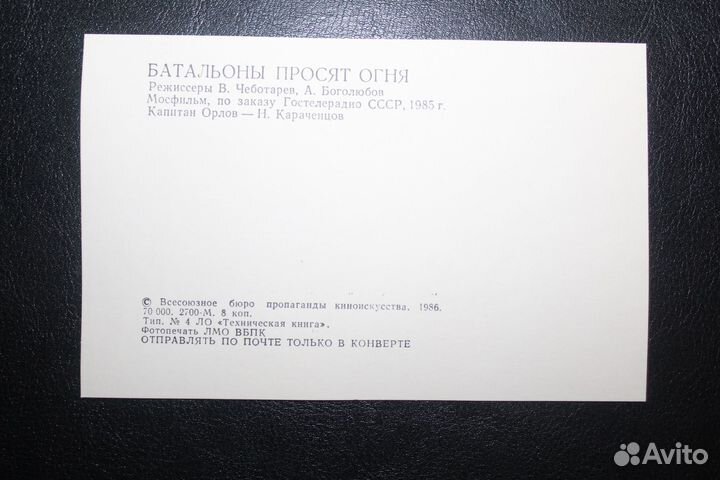 БАТАЛЬОНЫ ПРОСЯТ ОГНЯ
Режиссеры В. Чеботарев, А. Боголюбов
Мосфильм, по заказу Гостелерадио СССР, 1985 г.
Капитан Орлов — Н. Караченцов
© Всесоюзное бюро пропаганды киноискусства, 1986.
70 000. 2700-М. 8 коп.
Тип. № 4 ЛО «Техническая книга».
Фотопечать ЛМО ВБПК
ОТПРАВЛЯТЬ ПО ПОЧТЕ ТОЛЬКО В КОНВЕРТЕ
Avito